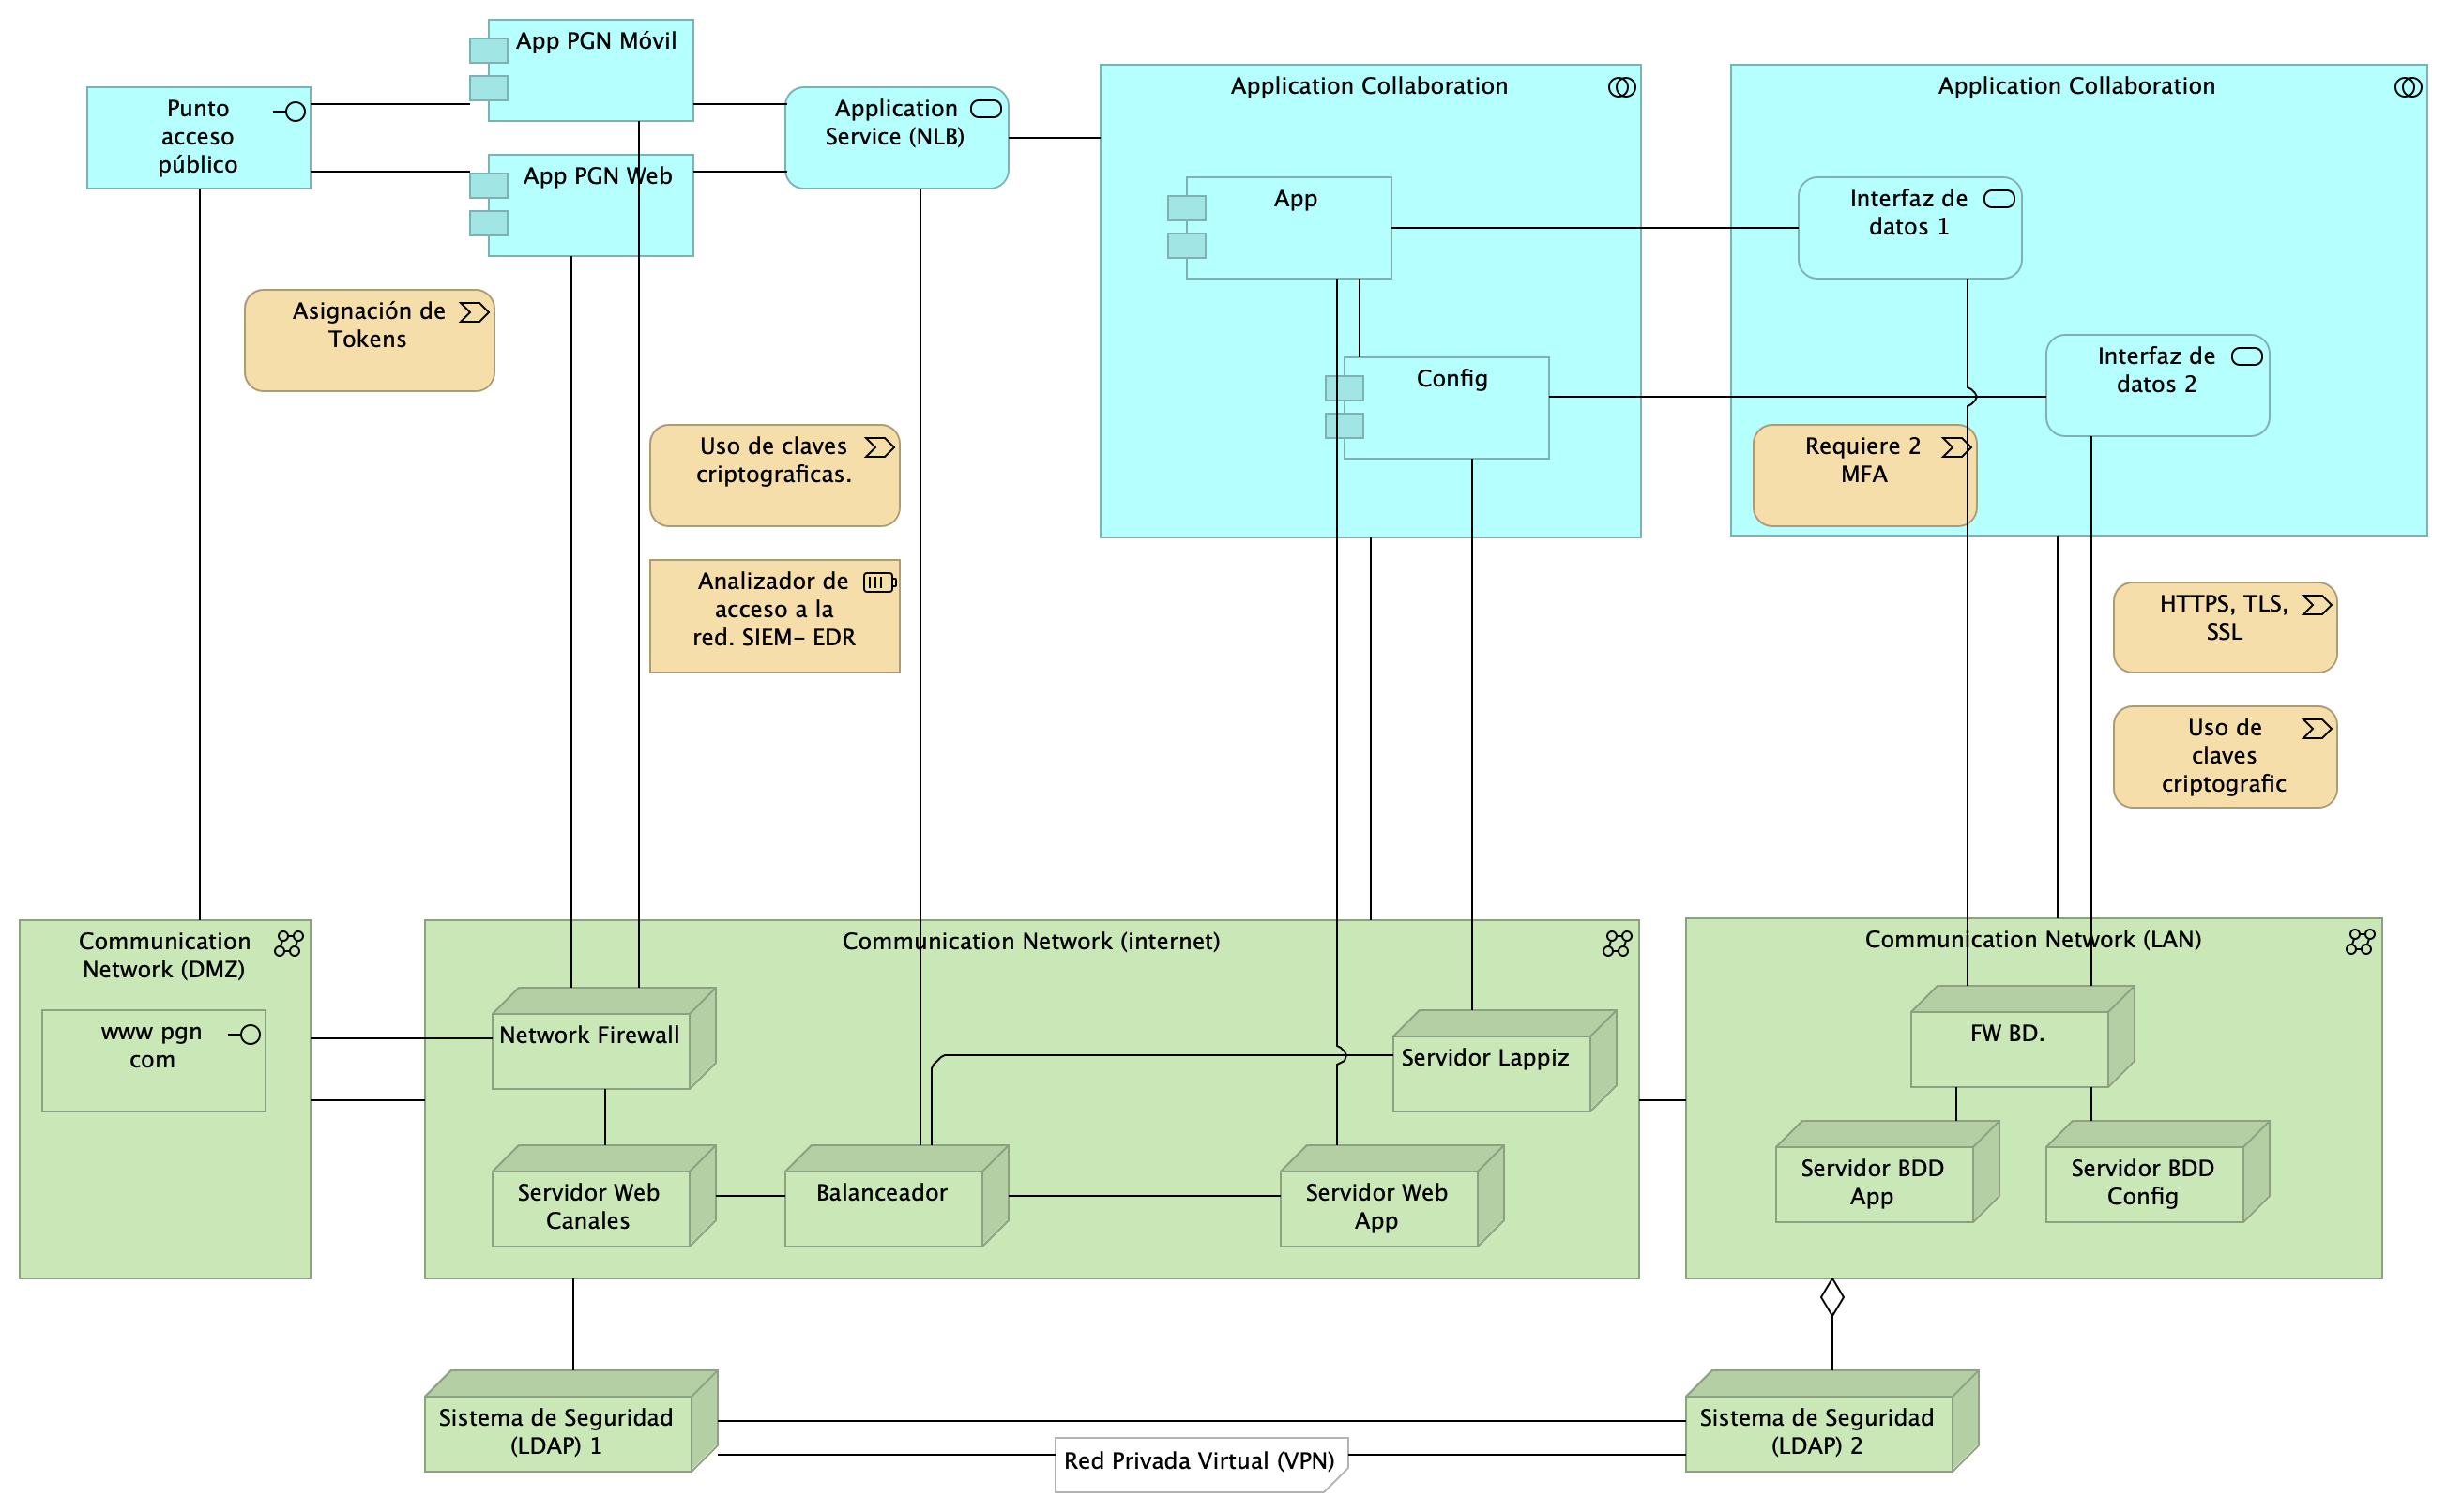 App PGN Móvil
Punto
acceso
público
Application
Service (NLB)
App PGN Web
Application Collaboration
Application Collaboration
App
Interfaz de
datos 1
Config
Interfaz de
datos 2
Asignación de
Tokens
Uso de claves
criptograficas.
Requiere 2
MFA
Analizador de
acceso a la
red. SIEM- EDR
HTTPS, TLS,
SSL
Uso de
claves
criptografic
Communication
Network (DMZ)
www pgn
com
Communication Network (internet)
Network Firewall
Servidor Lappiz
Servidor Web
Canales
Balanceador
Servidor Web
App
Communication Network (LAN)
FW BD.
Servidor BDD
App
Servidor BDD
Config
Sistema de Seguridad
(LDAP) 1
Red Privada Virtual (VPN)
Sistema de Seguridad
(LDAP) 2